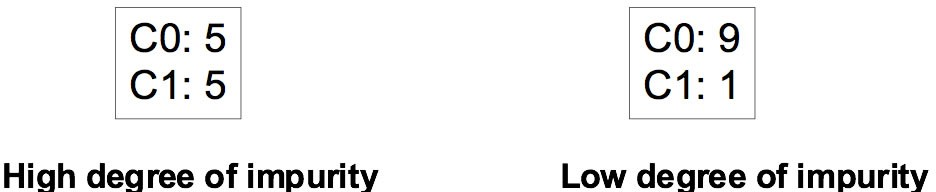 C0: 5
C1: 5
C0: 9
C1: 1
High degree of impurity
Low degree of impurity